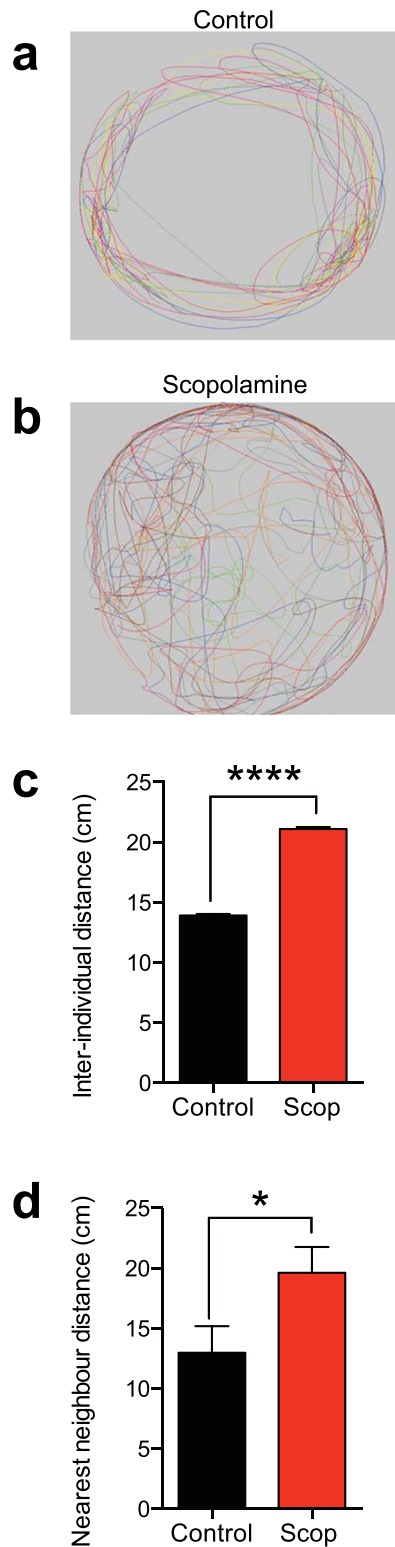 a
Control
b
Scopolamine
c
Inter-individual distance (cm)
25
20
15
10
5
0
****
Control Scop
d
Nearest neighbour distance (cm)
25
20
15
10
5
0
*
Control Scop